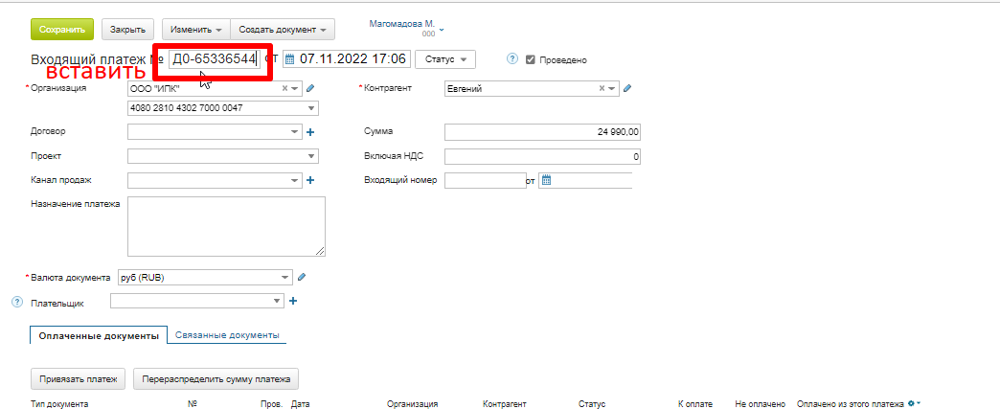 Сохранить Закрыть Изменить Создать документ Магомадова М.
ООО
Входящий платеж № Д0-65336544 от 07.11.2022 17:06 Статус ? Проведено
вставить
* Организация ООО "ИПК" * Контрагент Евгений
4080 2810 4302 7000 0047
Договор Сумма 24 990,00
Проект Включая НДС 0
Канал продаж Входящий номер от
Назначение платежа
* Валюта документа руб (RUB)
? Плательщик
Оплаченные документы Связанные документы
Привязать платеж Перераспределить сумму платежа
Тип документа № Пров. Дата Организация Контрагент Статус К оплате Не оплачено Оплачено из этого платежа